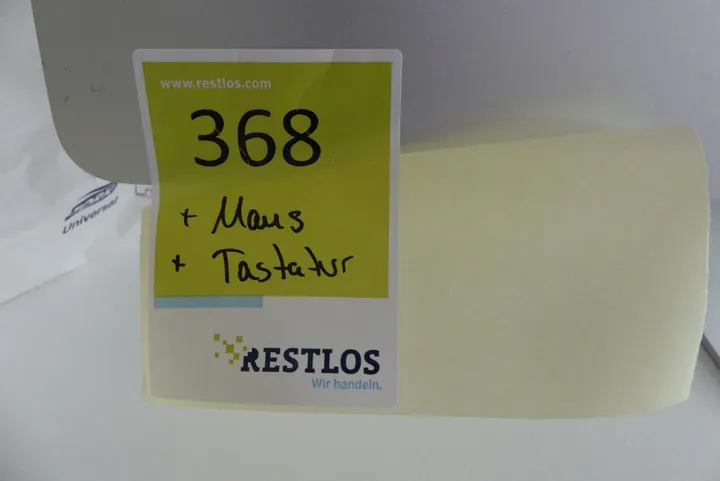 www.restlos.com
368
+ Maus
+ Tastatur
RESTLOS
Wir handeln.
Universal